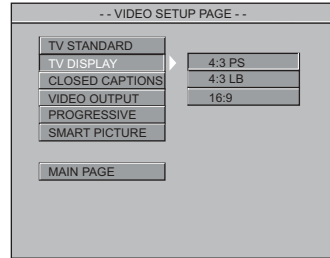 - - VIDEO SETUP PAGE - -
TV STANDARD
TV DISPLAY
CLOSED CAPTIONS
VIDEO OUTPUT
PROGRESSIVE
SMART PICTURE
MAIN PAGE
4:3 PS
4:3 LB
16:9